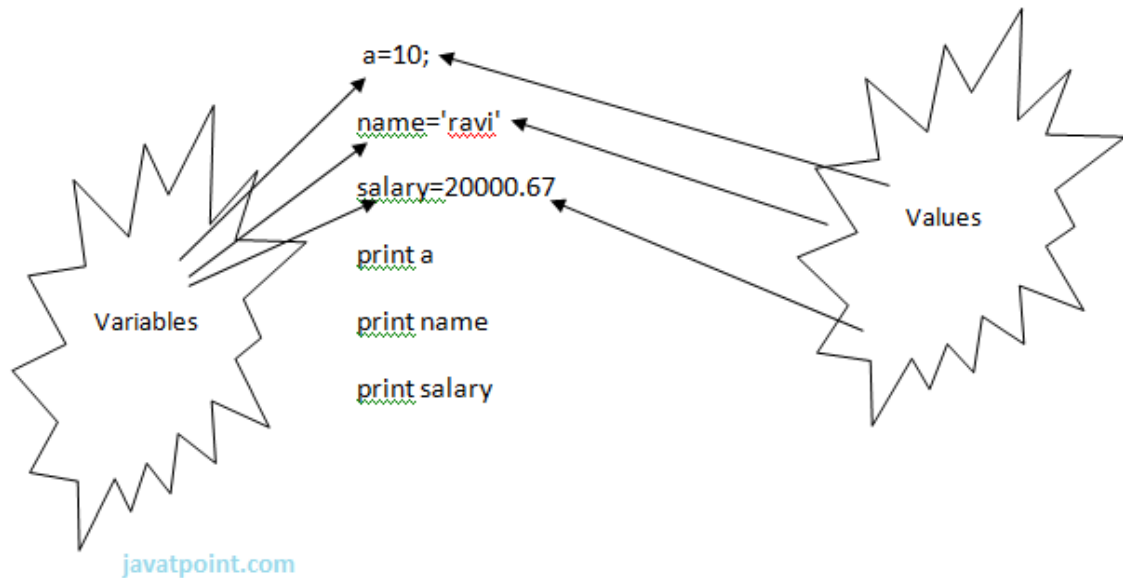 a=10;
name='ravi'
salary=20000.67
Values
print a
Variables
print name
print salary
javatpoint.com